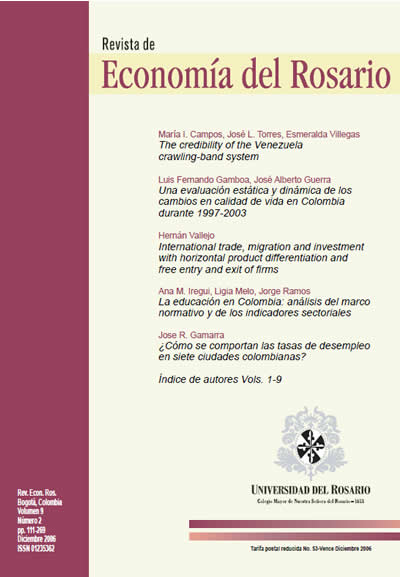 Revista de
Economía del Rosario
María I. Campos, José L. Torres, Esmeralda Villegas
The credibility of the Venezuela
crawling-band system
Luis Fernando Gamboa, José Alberto Guerra
Una evaluación estática y dinámica de los
cambios en calidad de vida en Colombia
durante 1997-2003
Hernán Vallejo
International trade, migration and investment
with horizontal product differentiation and
free entry and exit of firms
Ana M. Iregui, Ligia Melo, Jorge Ramos
La educación en Colombia: análisis del marco
normativo y de los indicadores sectoriales
Jose R. Gamarra
¿Cómo se comportan las tasas de desempleo
en siete ciudades colombianas?
Índice de autores Vols. 1-9
UNIVERSIDAD DEL ROSARIO
Colegio Mayor de Nuestra Señora del Rosario - 1653
Rev. Econ. Ros.
Bogotá, Colombia
Volumen 9
Número 2
pp. 111-269
Diciembre 2006
ISSN 01235362
Tarifa postal reducida No. 53-Vence Diciembre 2006